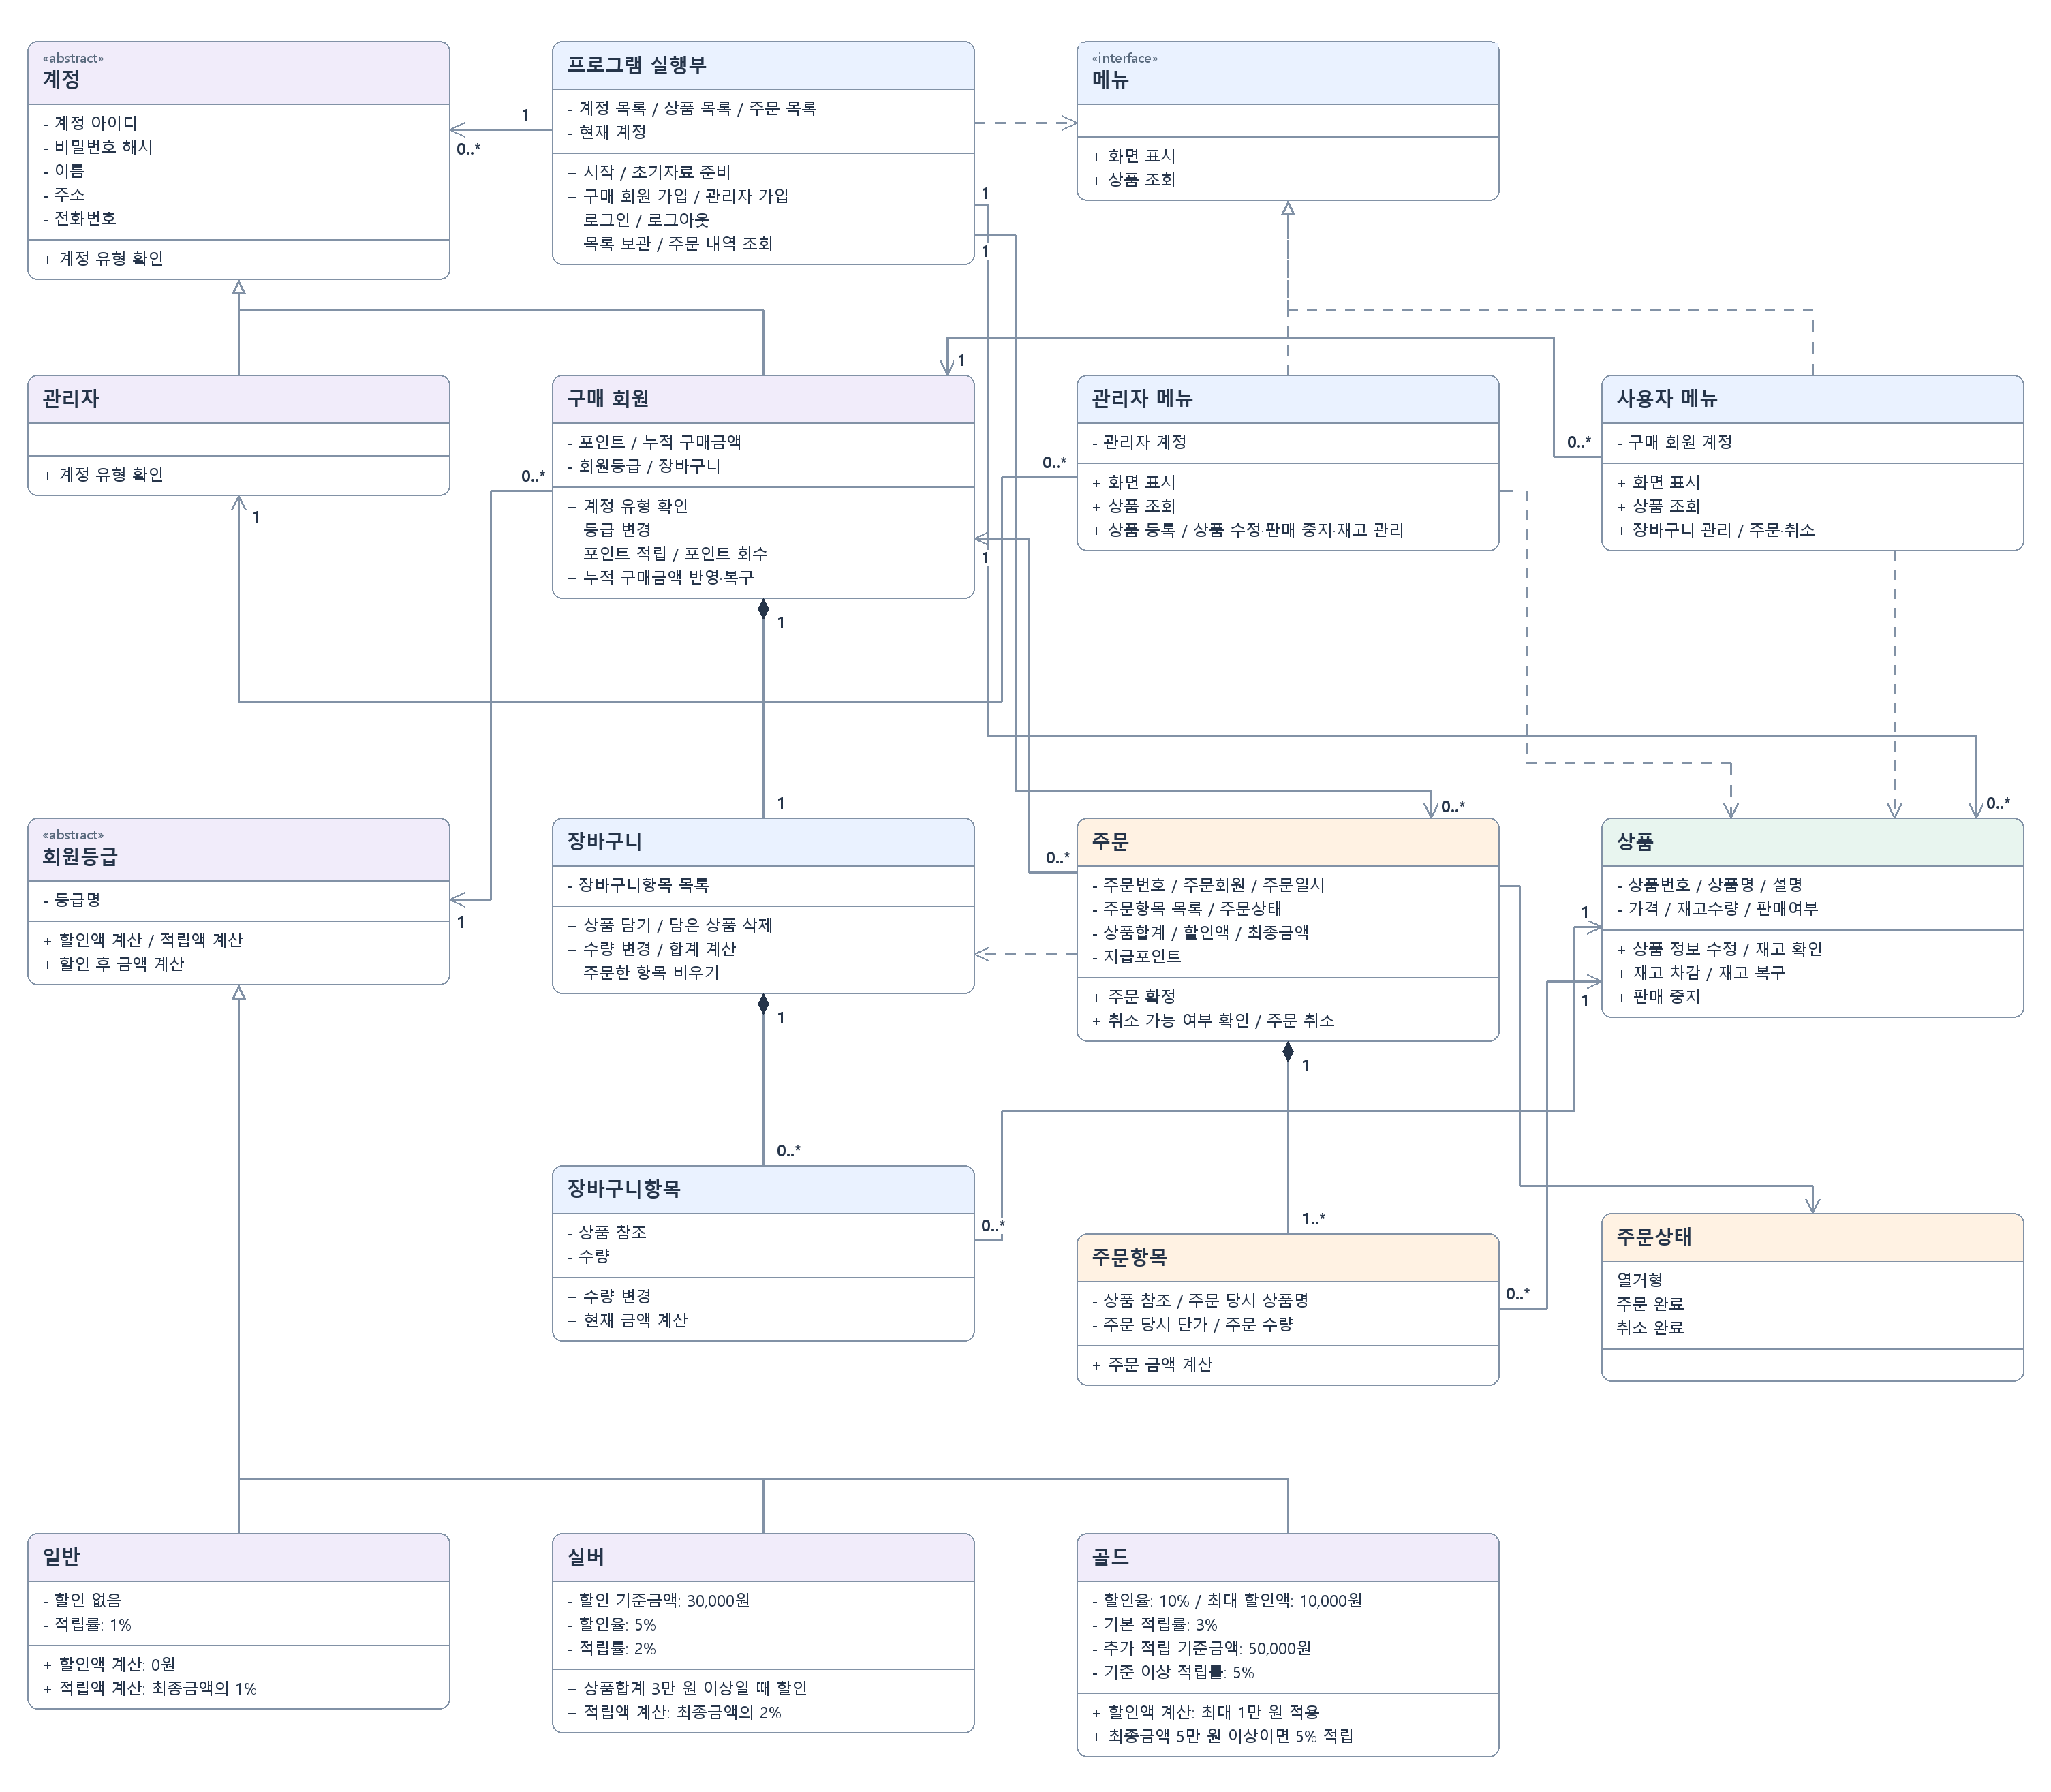 «abstract»
계정
- 계정 아이디
- 비밀번호 해시
- 이름
- 주소
- 전화번호
+ 계정 유형 확인
프로그램 실행부
- 계정 목록 / 상품 목록 / 주문 목록
- 현재 계정
+ 시작 / 초기자료 준비
+ 구매 회원 가입 / 관리자 가입
+ 로그인 / 로그아웃
+ 목록 보관 / 주문 내역 조회
«interface»
메뉴
+ 화면 표시
+ 상품 조회
1
0..*
1
1
1
관리자
+ 계정 유형 확인
1
구매 회원
- 포인트 / 누적 구매금액
- 회원등급 / 장바구니
+ 계정 유형 확인
+ 등급 변경
+ 포인트 적립 / 포인트 회수
+ 누적 구매금액 반영·복구
0..*
0..*
1
1
관리자 메뉴
- 관리자 계정
+ 화면 표시
+ 상품 조회
+ 상품 등록 / 상품 수정·판매 중지·재고 관리
0..*
사용자 메뉴
- 구매 회원 계정
+ 화면 표시
+ 상품 조회
+ 장바구니 관리 / 주문·취소
1
0..*
0..*
«abstract»
회원등급
- 등급명
+ 할인액 계산 / 적립액 계산
+ 할인 후 금액 계산
1
장바구니
- 장바구니항목 목록
+ 상품 담기 / 담은 상품 삭제
+ 수량 변경 / 합계 계산
+ 주문한 항목 비우기
1
0..*
주문
- 주문번호 / 주문회원 / 주문일시
- 주문항목 목록 / 주문상태
- 상품합계 / 할인액 / 최종금액
- 지급포인트
+ 주문 확정
+ 취소 가능 여부 확인 / 주문 취소
1
상품
- 상품번호 / 상품명 / 설명
- 가격 / 재고수량 / 판매여부
+ 상품 정보 수정 / 재고 확인
+ 재고 차감 / 재고 복구
+ 판매 중지
1
1
0..*
장바구니항목
- 상품 참조
- 수량
+ 수량 변경
+ 현재 금액 계산
0..*
1..*
주문항목
- 상품 참조 / 주문 당시 상품명
- 주문 당시 단가 / 주문 수량
+ 주문 금액 계산
0..*
주문상태
열거형
주문 완료
취소 완료
일반
- 할인 없음
- 적립률: 1%
+ 할인액 계산: 0원
+ 적립액 계산: 최종금액의 1%
실버
- 할인 기준금액: 30,000원
- 할인율: 5%
- 적립률: 2%
+ 상품합계 3만 원 이상일 때 할인
+ 적립액 계산: 최종금액의 2%
골드
- 할인율: 10% / 최대 할인액: 10,000원
- 기본 적립률: 3%
- 추가 적립 기준금액: 50,000원
- 기준 이상 적립률: 5%
+ 할인액 계산: 최대 1만 원 적용
+ 최종금액 5만 원 이상이면 5% 적립